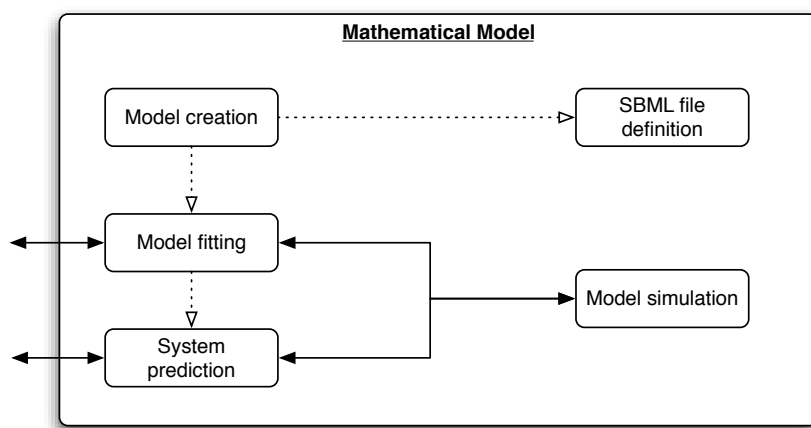 Mathematical Model
Model creation
SBML file
definition
Model fitting
Model simulation
System
prediction